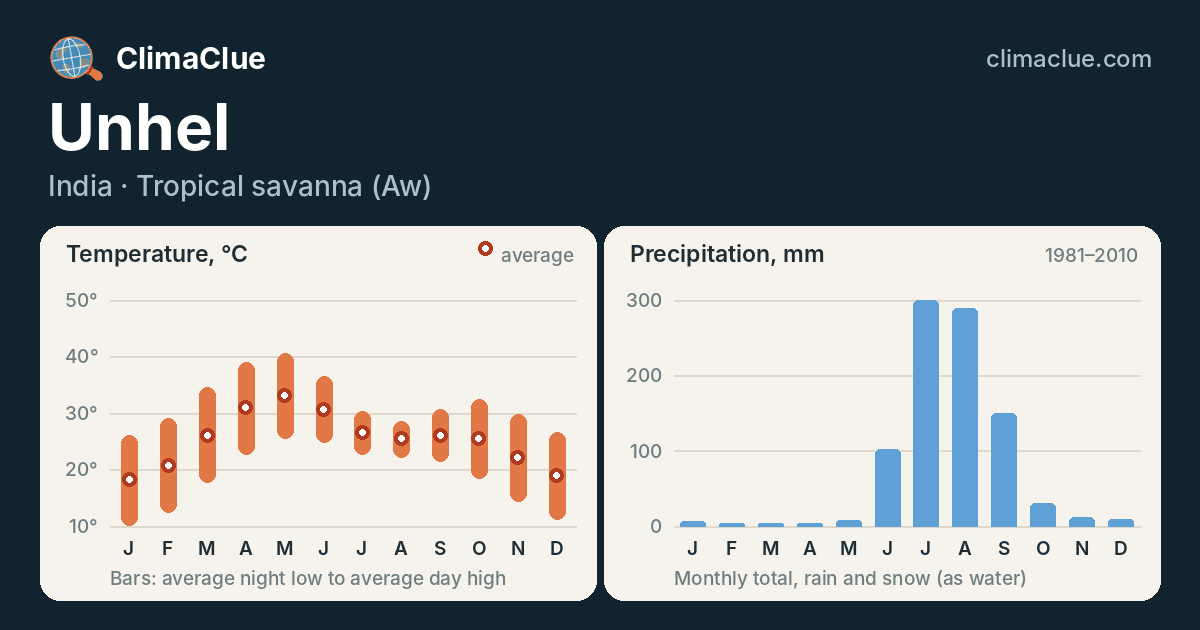 ClimaClue
climaclue.com
Unhel
India · Tropical savanna (Aw)
Temperature, °C
average
50°
40°
30°
20°
10°
J F M A M J J A S O N D
Bars: average night low to average day high
Precipitation, mm
1981–2010
300
200
100
0
J F M A M J J A S O N D
Monthly total, rain and snow (as water)